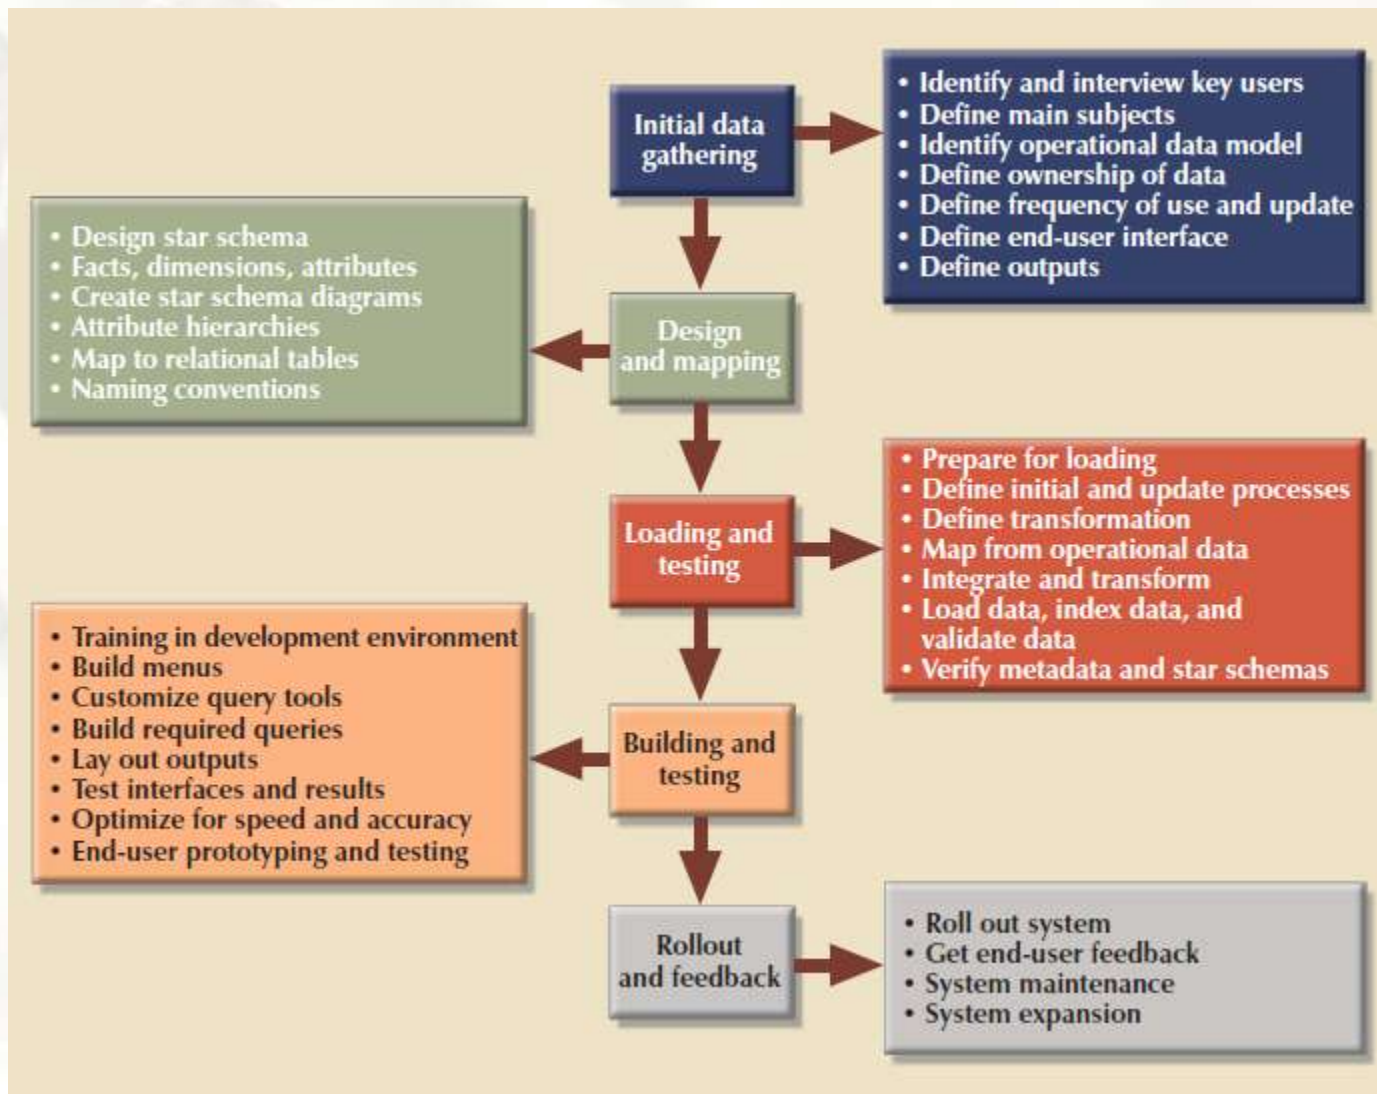 Initial data
gathering
• Identify and interview key users
• Define main subjects
• Identify operational data model
• Define ownership of data
• Define frequency of use and update
• Define end-user interface
• Define outputs
Design
and mapping
• Design star schema
• Facts, dimensions, attributes
• Create star schema diagrams
• Attribute hierarchies
• Map to relational tables
• Naming conventions
Loading and
testing
• Prepare for loading
• Define initial and update processes
• Define transformation
• Map from operational data
• Integrate and transform
• Load data, index data, and
validate data
• Verify metadata and star schemas
Building and
testing
• Training in development environment
• Build menus
• Customize query tools
• Build required queries
• Lay out outputs
• Test interfaces and results
• Optimize for speed and accuracy
• End-user prototyping and testing
Rollout
and feedback
• Roll out system
• Get end-user feedback
• System maintenance
• System expansion